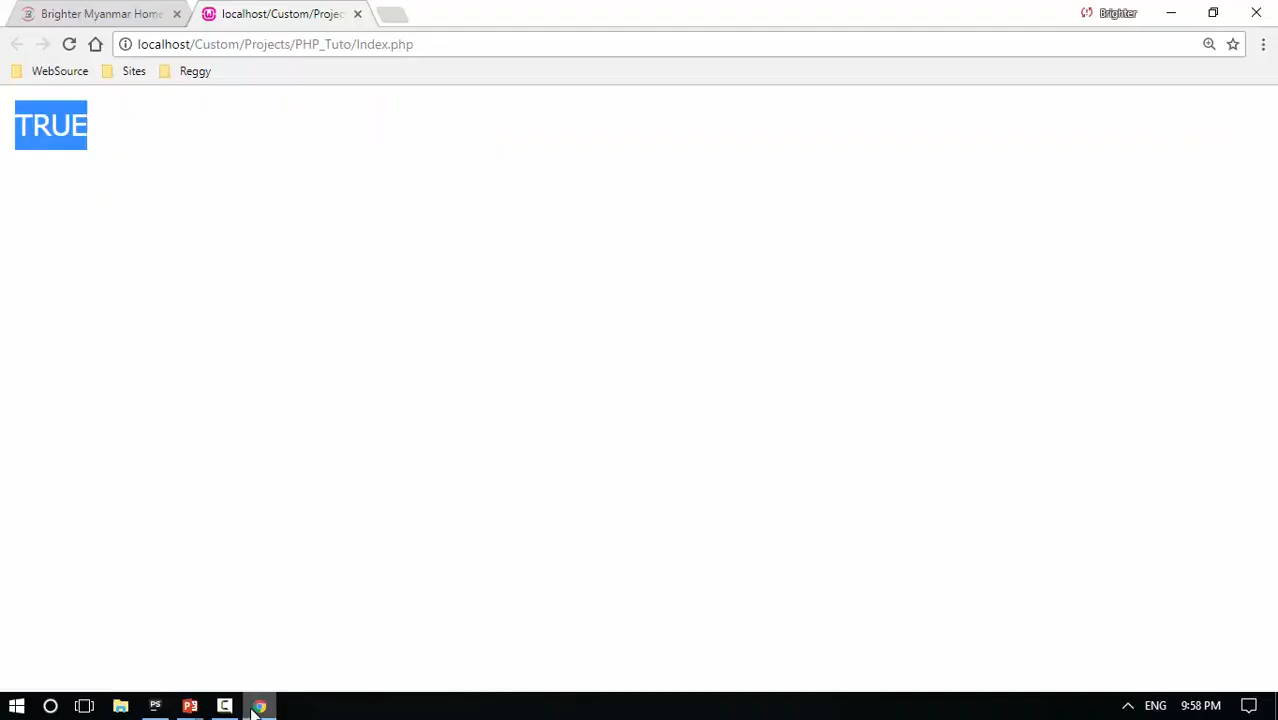 Brighter Myanmar Home
localhost/Custom/Projec
Brighter
localhost/Custom/Projects/PHP_Tuto/Index.php
WebSource
Sites
Reggy
TRUE
ENG
9:58 PM